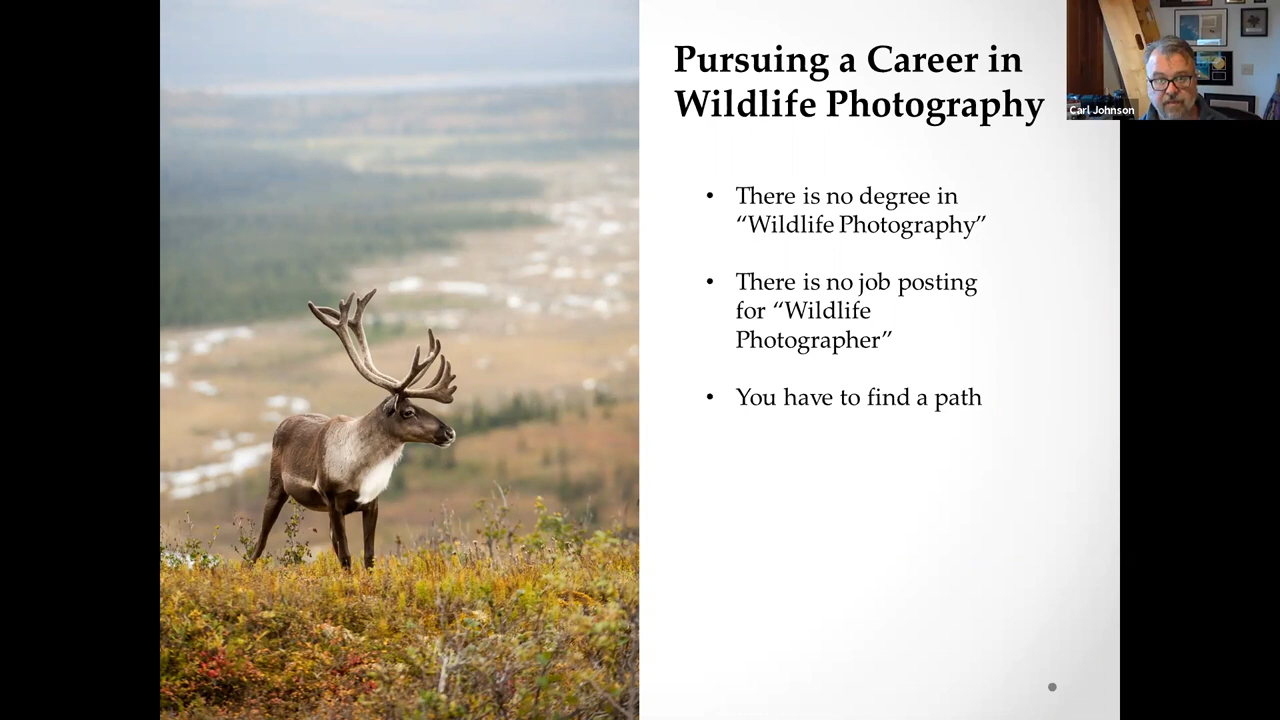 Pursuing a Career in
Wildlife Photography
Carl Johnson
• There is no degree in
“Wildlife Photography”
• There is no job posting
for “Wildlife
Photographer”
• You have to find a path